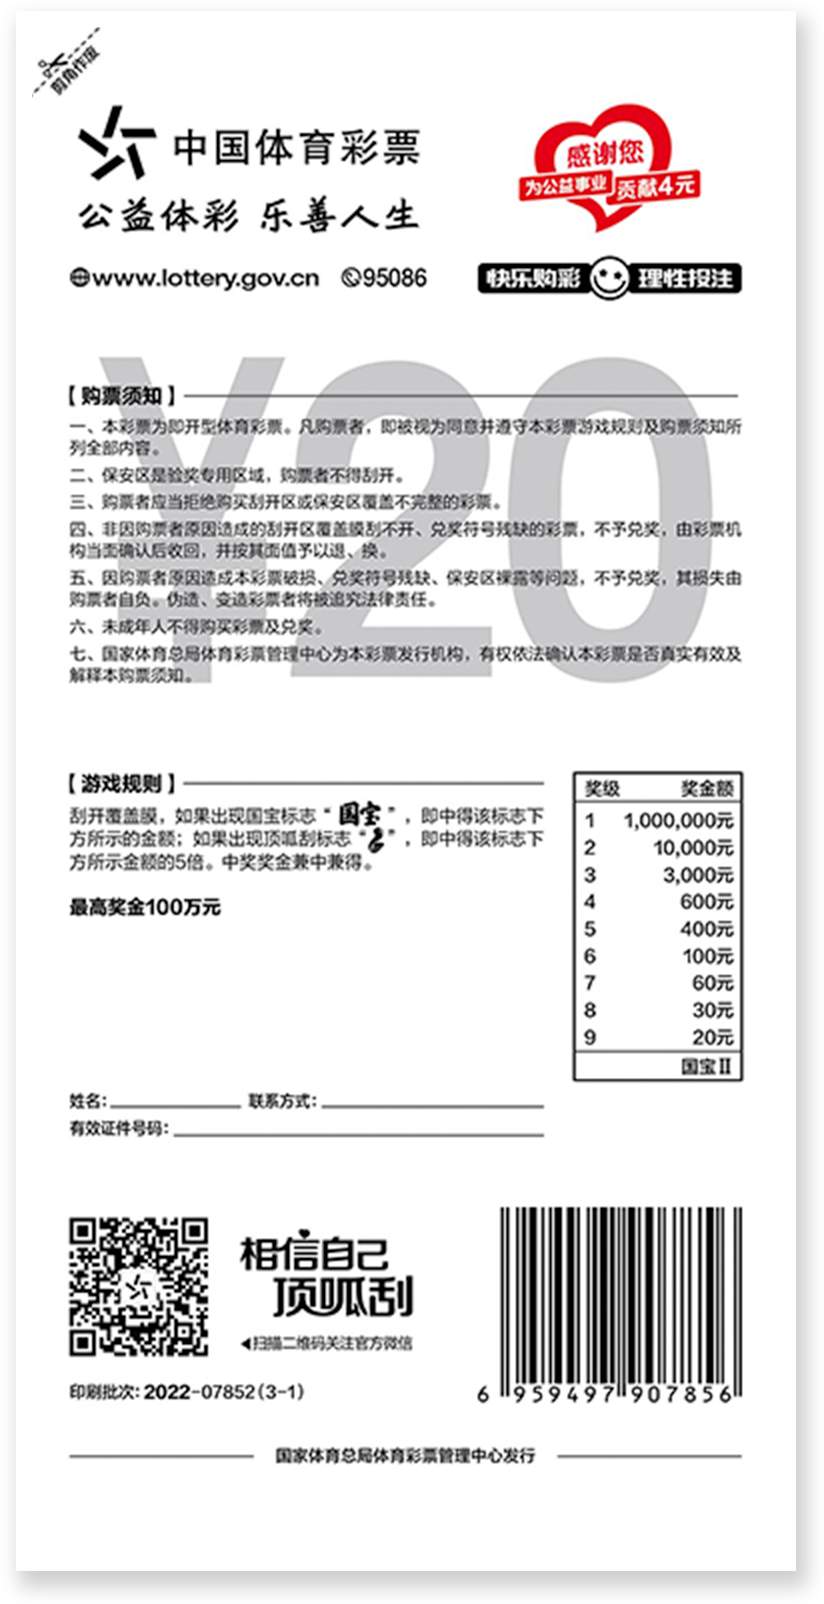 剪角作废
中国体育彩票
公益体彩 乐善人生
www.lottery.gov.cn 95086
感谢您
为公益事业 贡献4元
快乐购彩 理性投注
¥20
【购票须知】
一、本彩票为即开型体育彩票。凡购票者，即被视为同意并遵守本彩票游戏规则及购票须知所
列全部内容。
二、保安区是验奖专用区域，购票者不得刮开。
三、购票者应当拒绝购买刮开区或保安区覆盖不完整的彩票。
四、非因购票者原因造成的刮开区覆盖膜刮不开、兑奖符号残缺的彩票，不予兑奖，由彩票机
构当面确认后收回，并按其面值予以退、换。
五、因购票者原因造成本彩票破损、兑奖符号残缺、保安区裸露等问题，不予兑奖，其损失由
购票者自负。伪造、变造彩票者将被追究法律责任。
六、未成年人不得购买彩票及兑奖。
七、国家体育总局体育彩票管理中心为本彩票发行机构，有权依法确认本彩票是否真实有效及
解释本购票须知。
【游戏规则】
刮开覆盖膜，如果出现国宝标志“国宝”，即中得该标志下
方所示的金额；如果出现顶呱刮标志“”，即中得该标志下
方所示金额的5倍。中奖奖金兼中兼得。
最高奖金100万元
奖级 奖金额
1 1,000,000元
2 10,000元
3 3,000元
4 600元
5 400元
6 100元
7 60元
8 30元
9 20元
国宝Ⅱ
姓名： 联系方式：
有效证件号码：
相信自己
顶呱刮
◀扫描二维码关注官方微信
印刷批次：2022-07852(3-1)
6 959497 907856
国家体育总局体育彩票管理中心发行